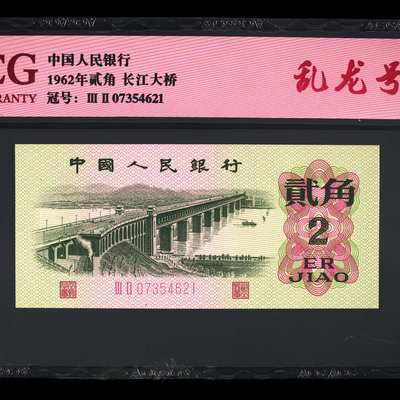 EG
RRANTY
中国人民银行
1962年贰角 长江大桥
冠号: III II 07354621
乱龙号
中國人民銀行
貳角
2
ER
JIAO
III II 07354621